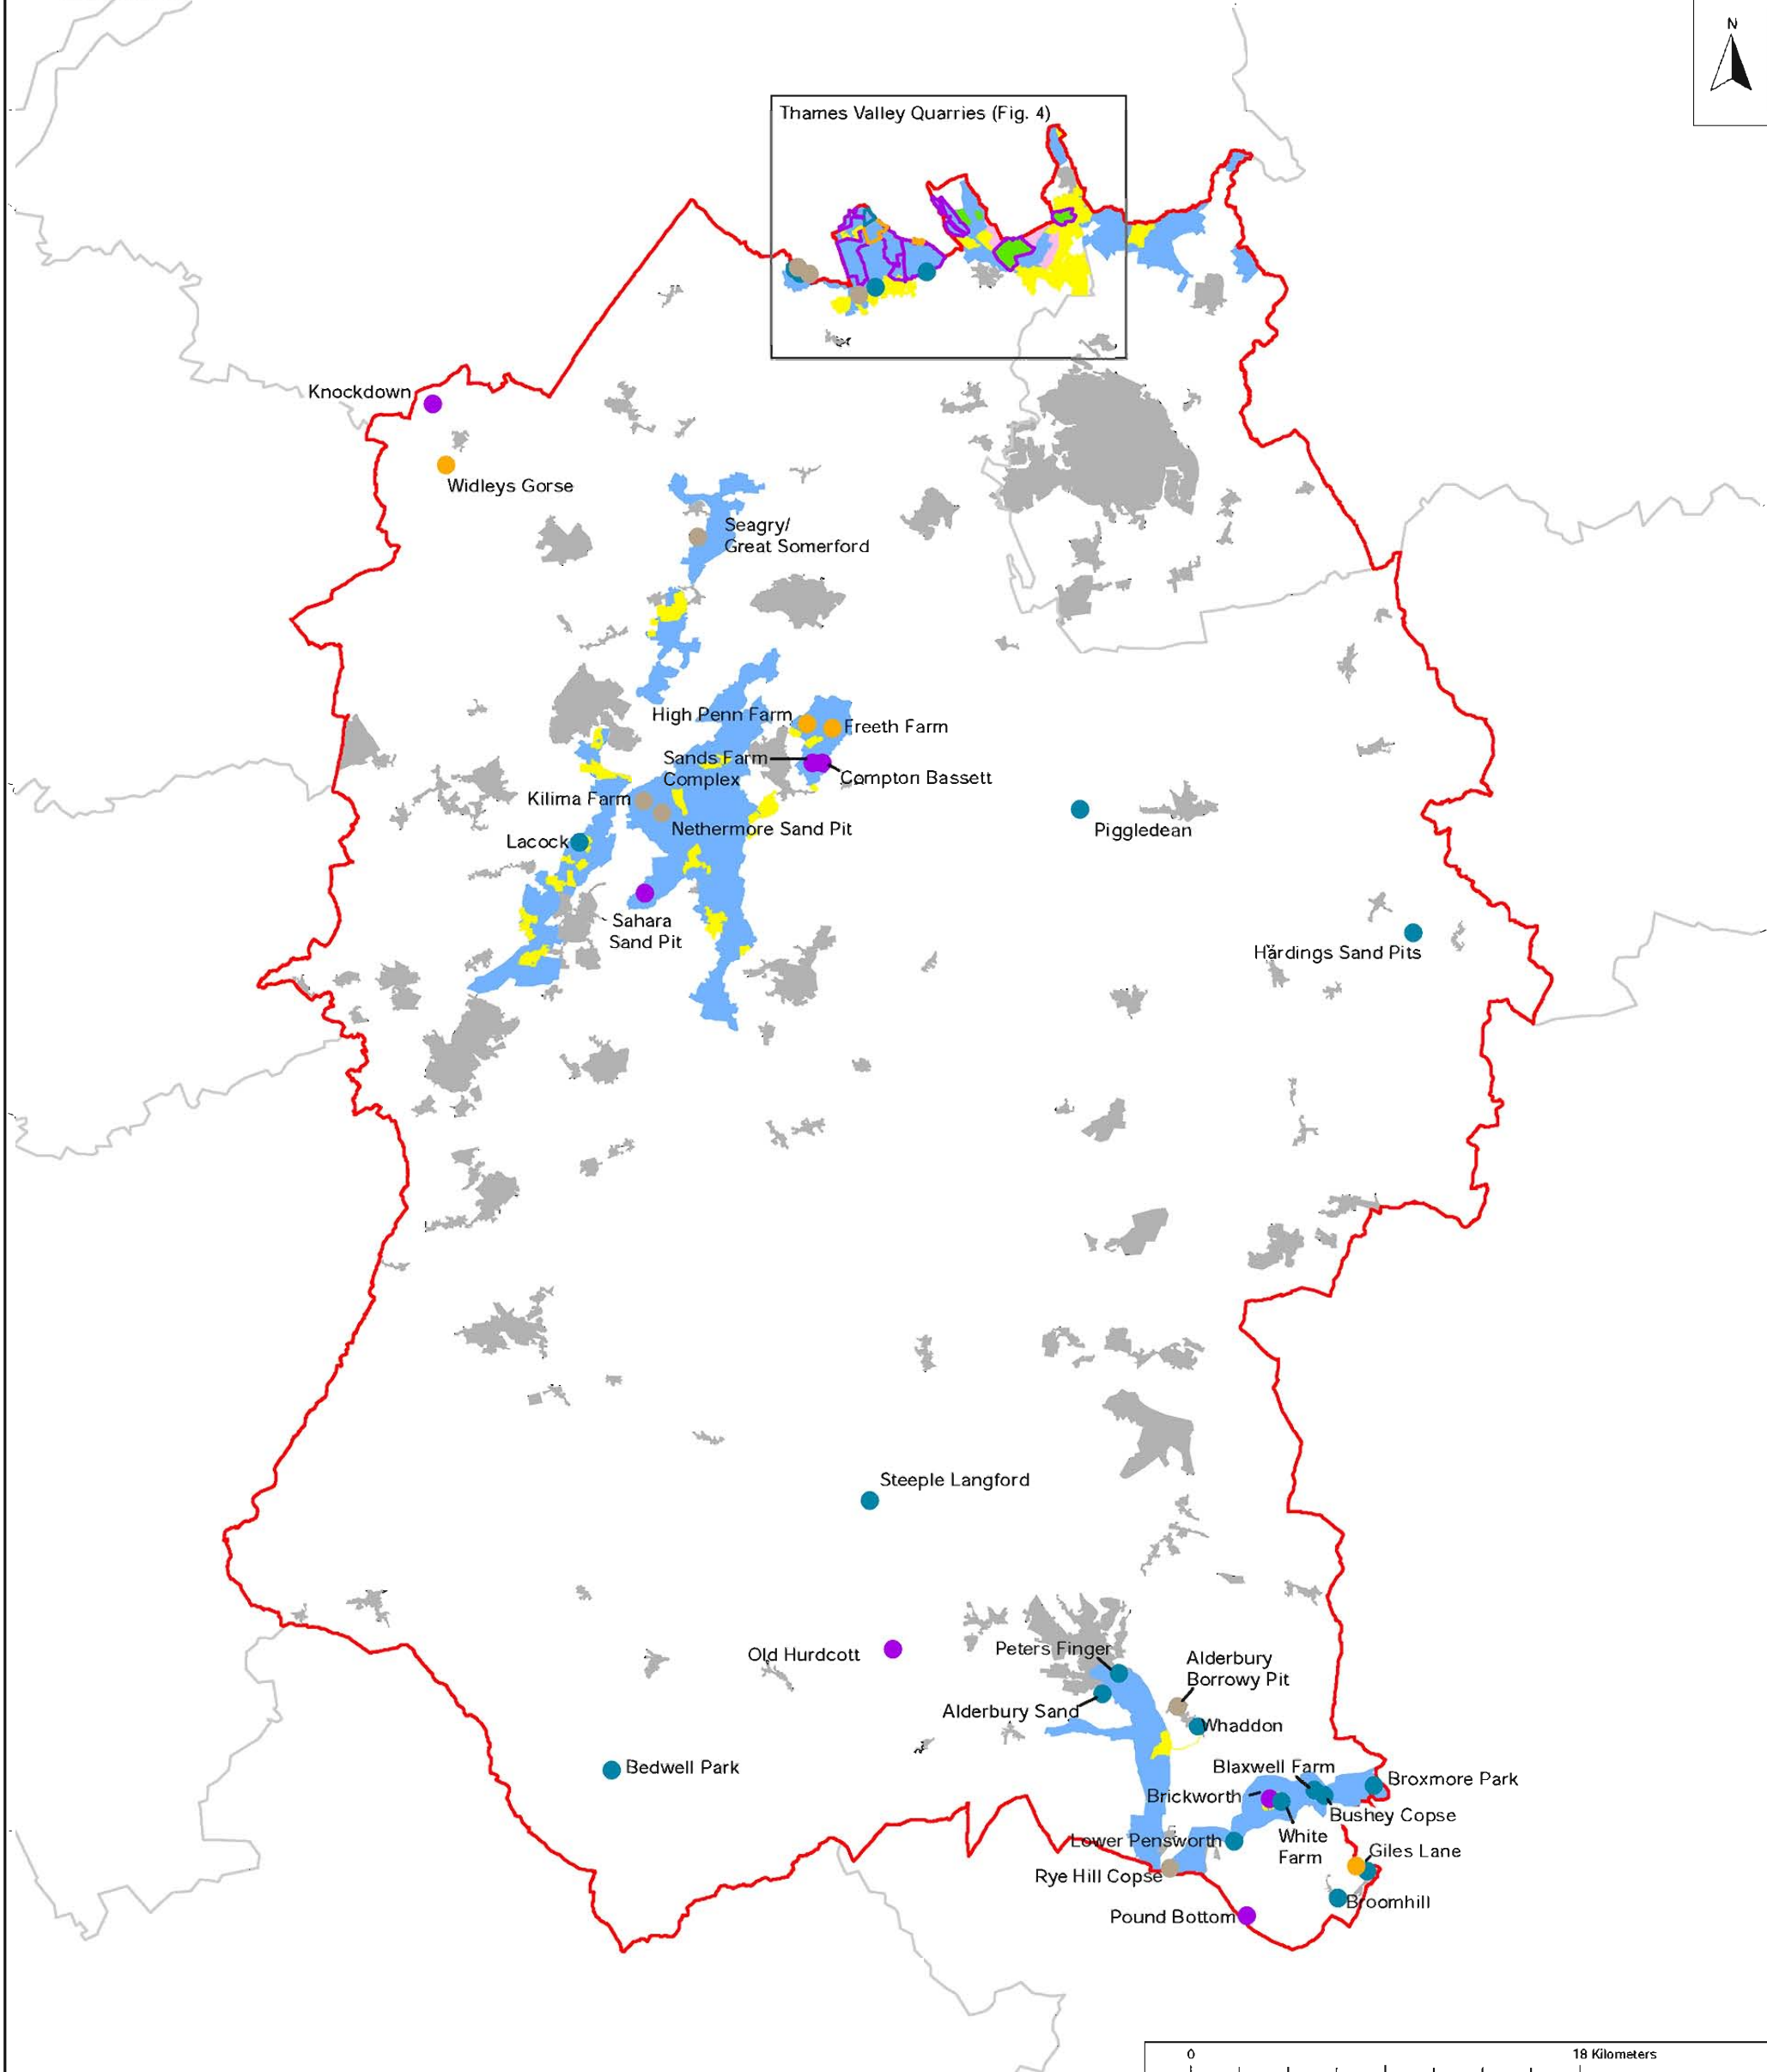 N
Thames Valley Quarries (Fig. 4)
Knockdown
Widleys Gorse
Seagry/
Great Somerford
High Penn Farm
Freeth Farm
Sands Farm
Complex
Compton Bassett
Kilima Farm
Nethermore Sand Pit
Lacock
Piggledean
Sahara
Sand Pit
Hardings Sand Pits
Steeple Langford
Old Hurdcott
Peters Finger
Alderbury
Borrowy Pit
Alderbury Sand
Whaddon
Bedwell Park
Blaxwell Farm
Broxmore Park
Brickworth
Bushey Copse
Lower Pensworth
White
Farm
Giles Lane
Rye Hill Copse
Broomhill
Pound Bottom
0
18 Kilometers